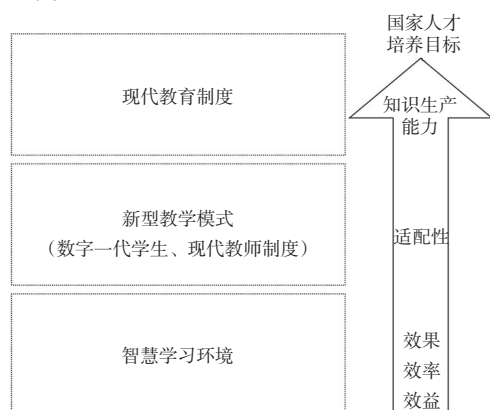 国家人才
培养目标
现代教育制度
知识生产
能力
新型教学模式
（数字一代学生、现代教师制度）
适配性
智慧学习环境
效果
效率
效益